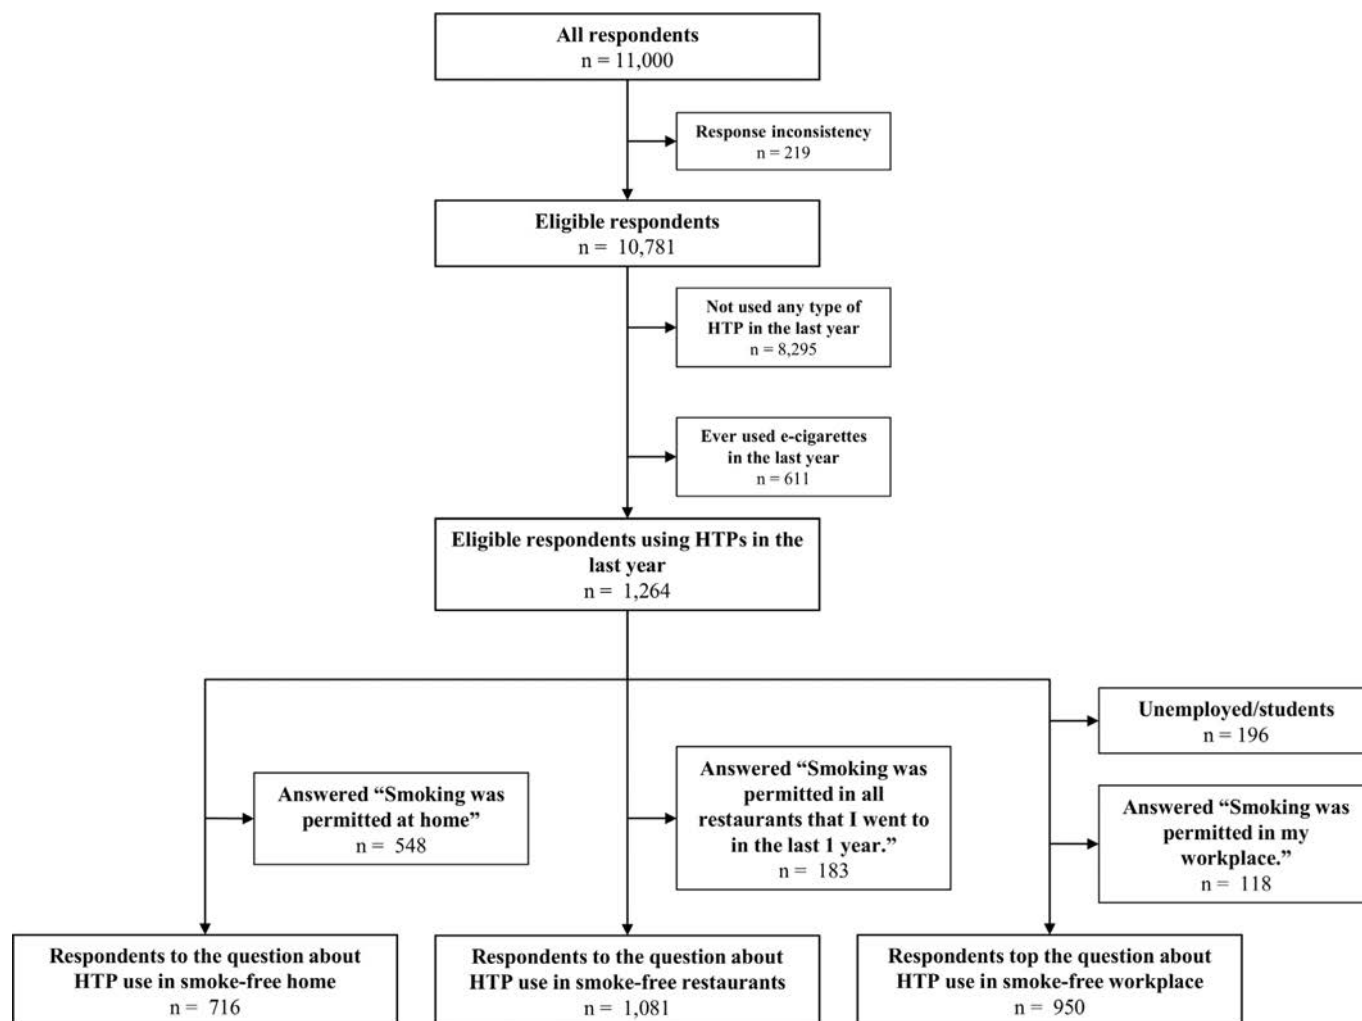 All respondents
n = 11,000
Response inconsistency
n = 219
Eligible respondents
n =  10,781
Not used any type of
HTP in the last year
n = 8,295
Ever used e-cigarettes
in the last year
n = 611
Eligible respondents using HTPs in the
last year
n =  1,264
Unemployed/students
n = 196
Answered “Smoking was
permitted at home”
n =  548
Answered “Smoking was
permitted in all
restaurants that I went to
in the last 1 year.”
n =  183
Answered “Smoking was
permitted in my
workplace.”
n =  118
Respondents to the question about
HTP use in smoke-free home
n =  716
Respondents to the question about
HTP use in smoke-free restaurants
n =  1,081
Respondents top the question about
HTP use in smoke-free workplace
n =  950